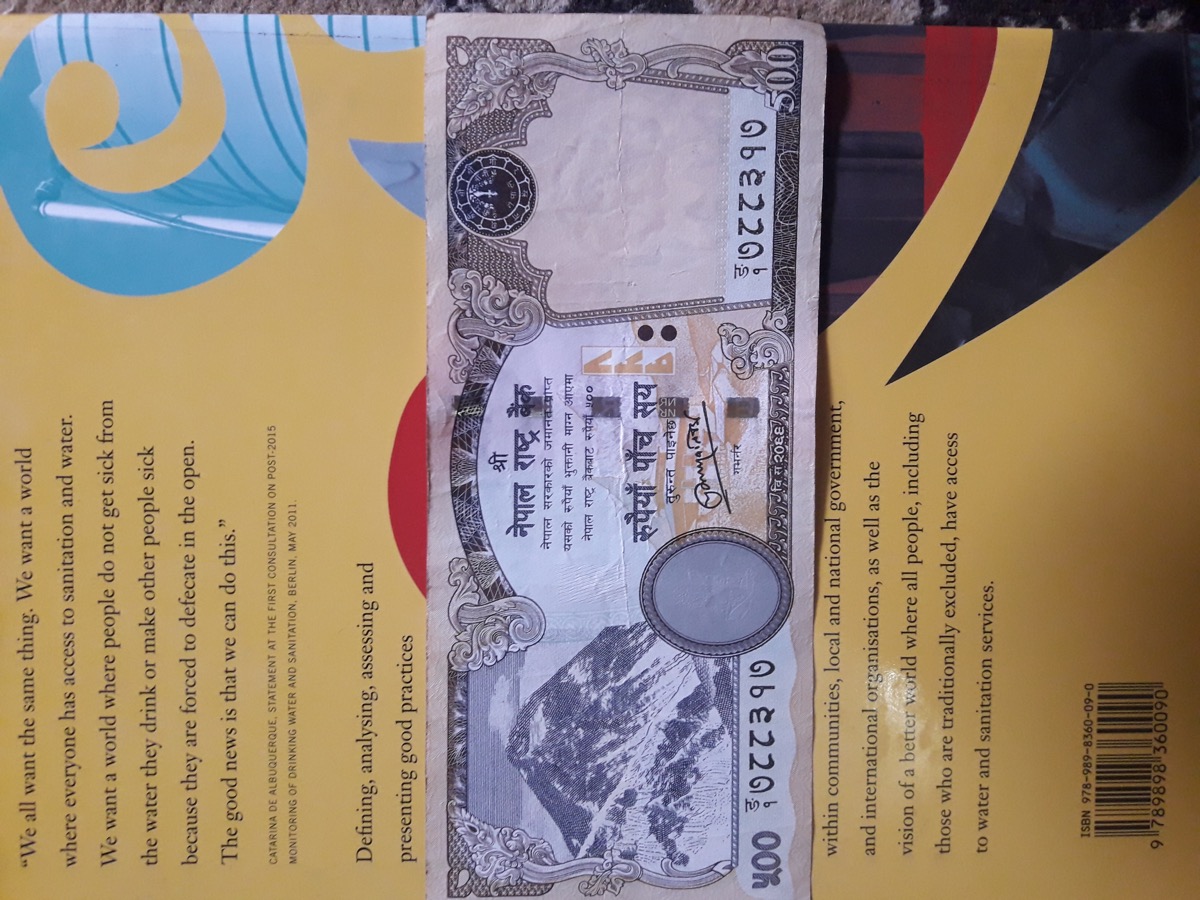 “We all want the same thing. We want a world
where everyone has access to sanitation and water.
We want a world where people do not get sick from
the water they drink or make other people sick
because they are forced to defecate in the open.
The good news is that we can do this.”
CATARINA DE ALBUQUERQUE, STATEMENT AT THE FIRST CONSULTATION ON POST-2015
MONITORING OF DRINKING WATER AND SANITATION, BERLIN, MAY 2011.
Defining, analysing, assessing and
presenting good practices
श्री
नेपाल राष्ट्र बैंक
नेपाल सरकारको जमानत प्राप्त
यसको रुपैयाँ भुक्तानी माग्न आएमा
नेपाल राष्ट्र बैंकबाट रुपैयाँ ५००
रुपैयाँ पाँच सय
तुरुन्त पाइनेछ
गभर्नर
५००
७८८३१७
वि.सं.२०६९
७८८३१७
500
within communities, local and national government,
and international organisations, as well as the
vision of a better world where all people, including
those who are traditionally excluded, have access
to water and sanitation services.
ISBN 978-989-8360-09-0
9 789898 360090